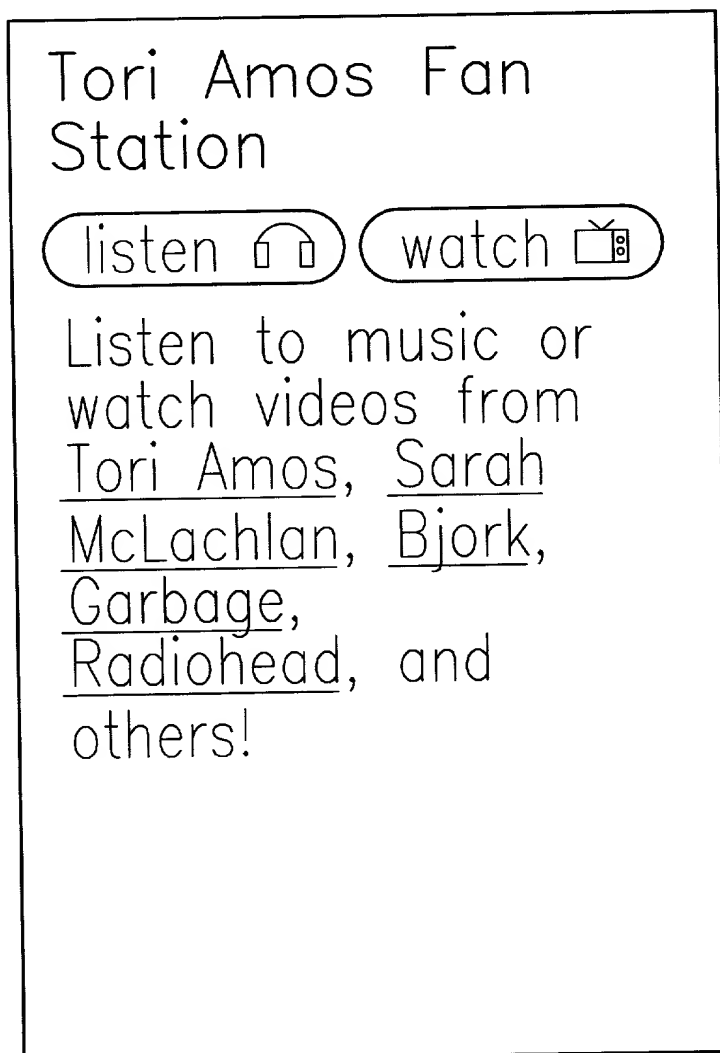 Tori Amos Fan
Station
listen watch
Listen to music or
watch videos from
Tori Amos, Sarah
McLachlan, Bjork,
Garbage,
Radiohead, and
others!